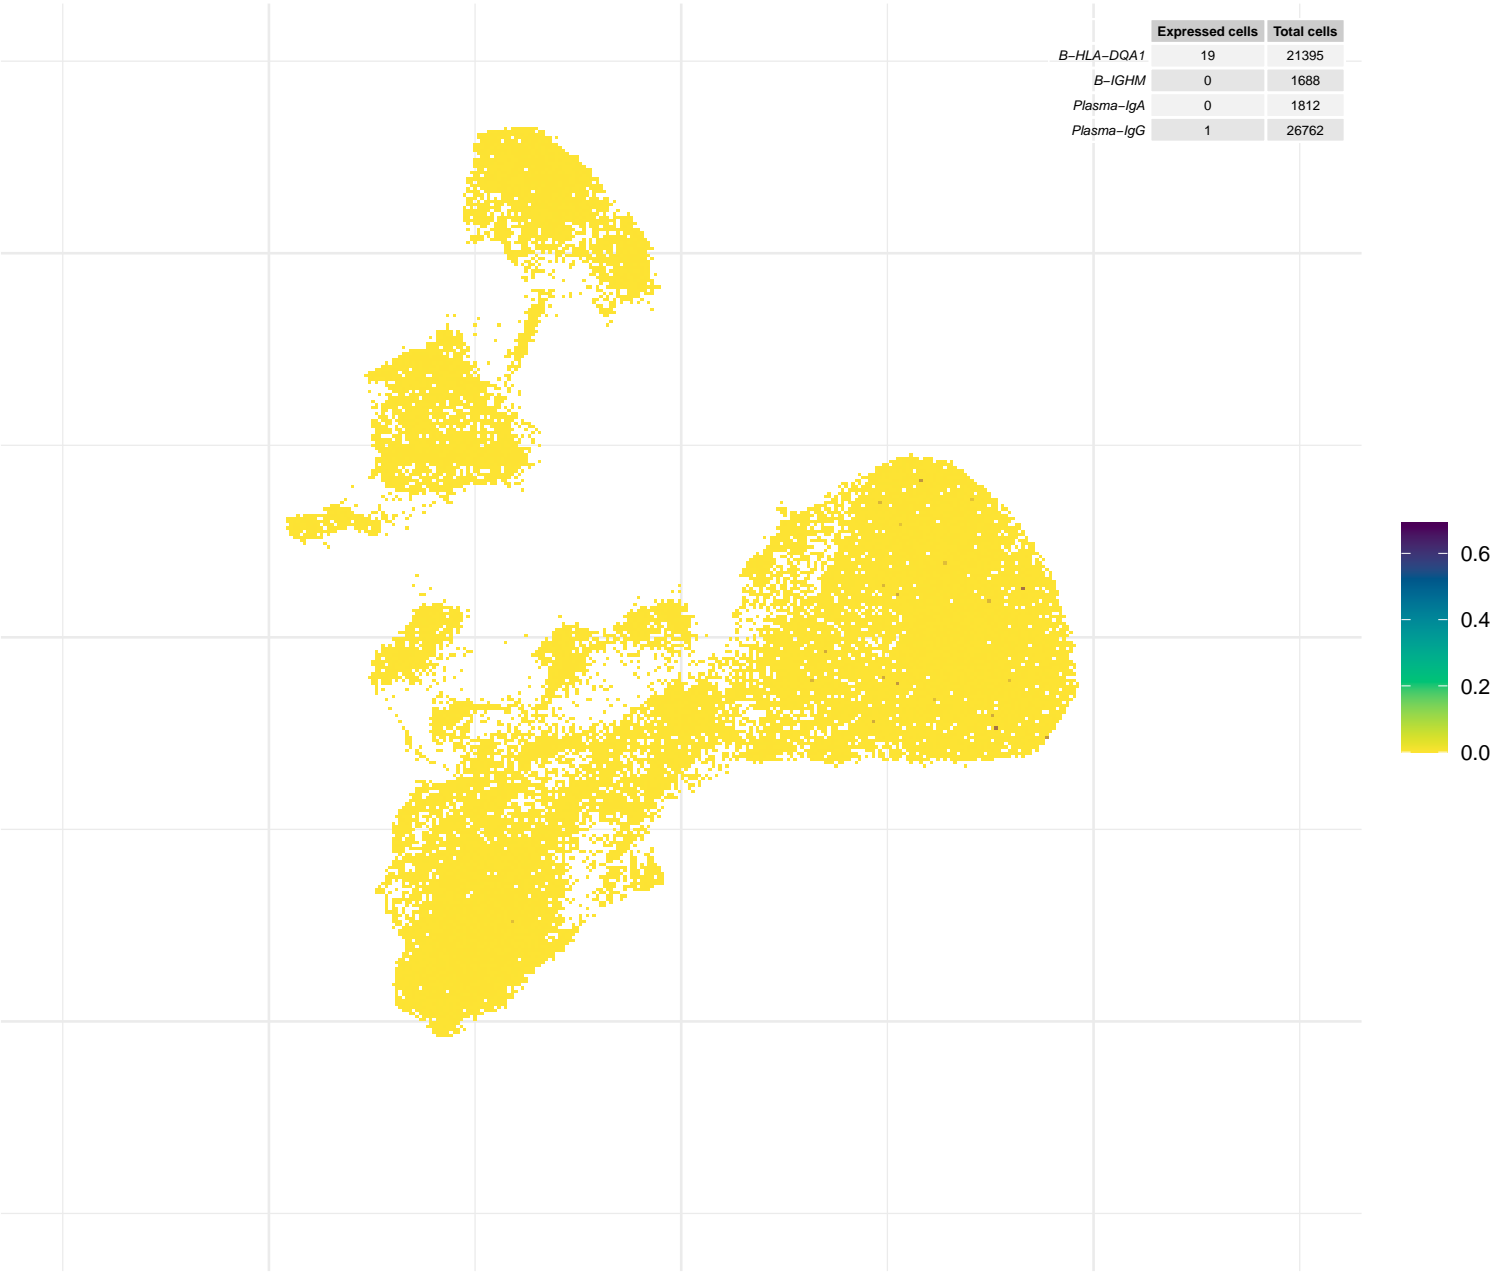 Expressed cells Total cells
B-HLA-DQA1 19 21395
B-IGHM 0 1688
Plasma-IgA 0 1812
Plasma-IgG 1 26762
0.6
0.4
0.2
0.0